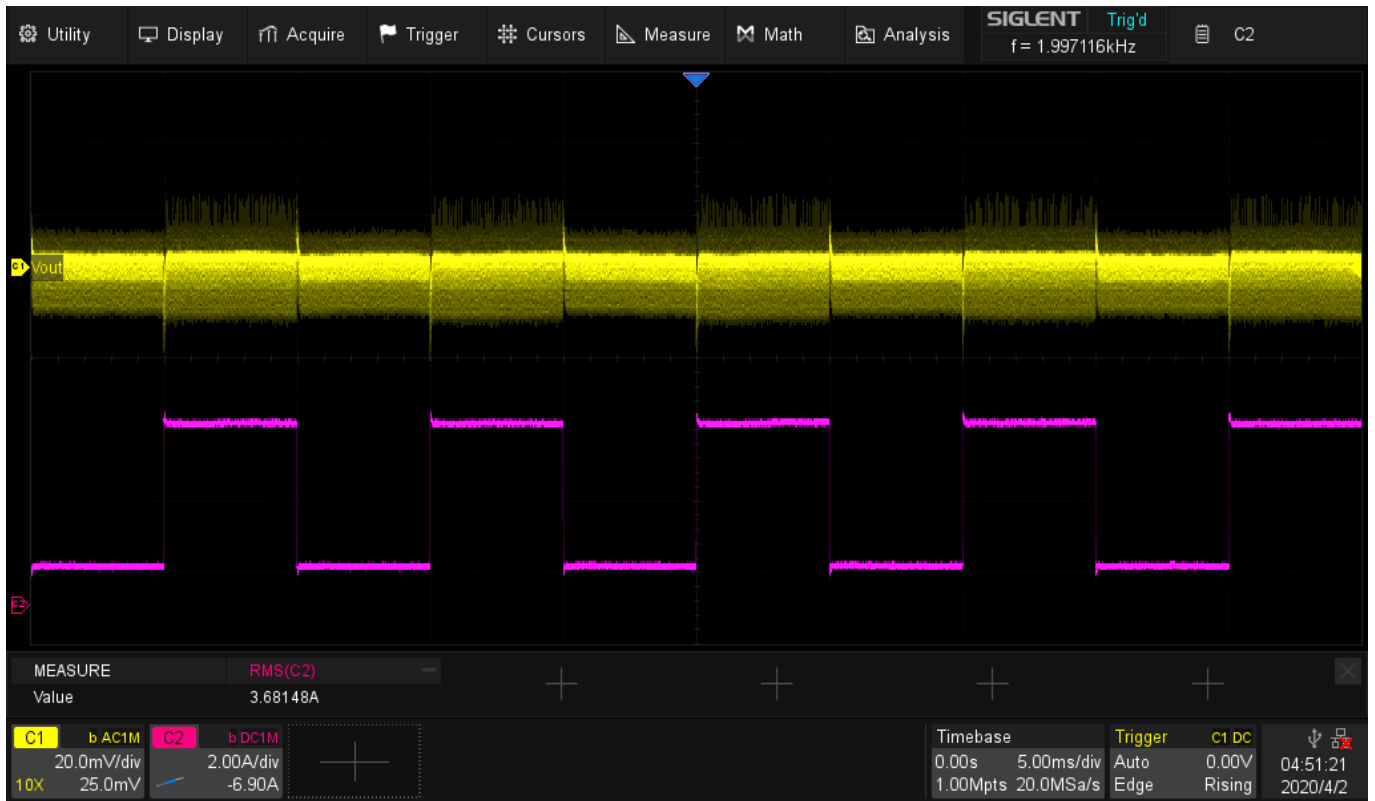 Utility Display Acquire Trigger Cursors Measure Math Analysis SIGLENT Trig'd C2
f = 1.997116kHz
C1 Vout
C2
MEASURE RMS(C2)
Value 3.68148A
C1 b AC1M C2 b DC1M Timebase Trigger C1 DC
20.0mV/div 2.00A/div 0.00s 5.00ms/div Auto 0.00V 04:51:21
10X 25.0mV -6.90A 1.00Mpts 20.0MSa/s Edge Rising 2020/4/2